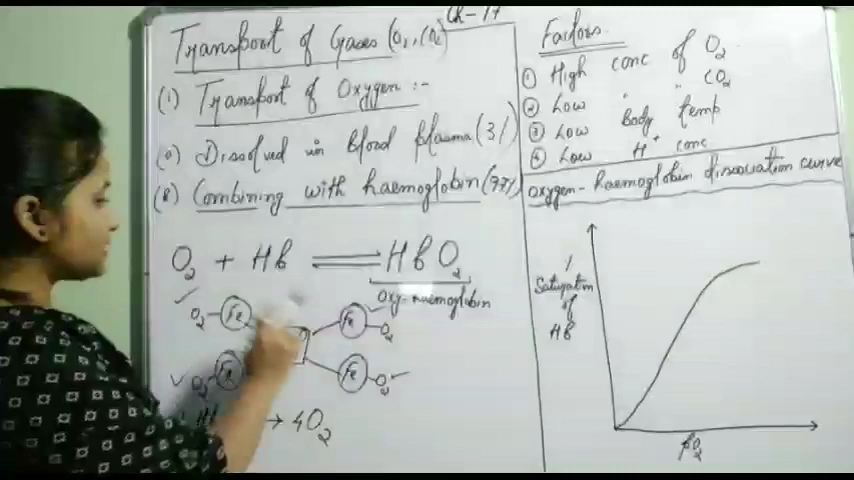 CR-17
Transport of Gases (O2, CO2)
(1) Transport of Oxygen :-
(a) Dissolved in blood plasma (3%)
(b) Combining with haemoglobin (97%)
O2 + Hb ⇌ HbO2
Oxy-haemoglobin
O2 Fe Fe O2
O2 Fe Fe O2
→ 4O2
Factors
① High conc of O2
② Low " " CO2
③ Low Body temp
④ Low H+ conc
oxygen-haemoglobin dissociation curve
%
Saturation
of
Hb
pO2